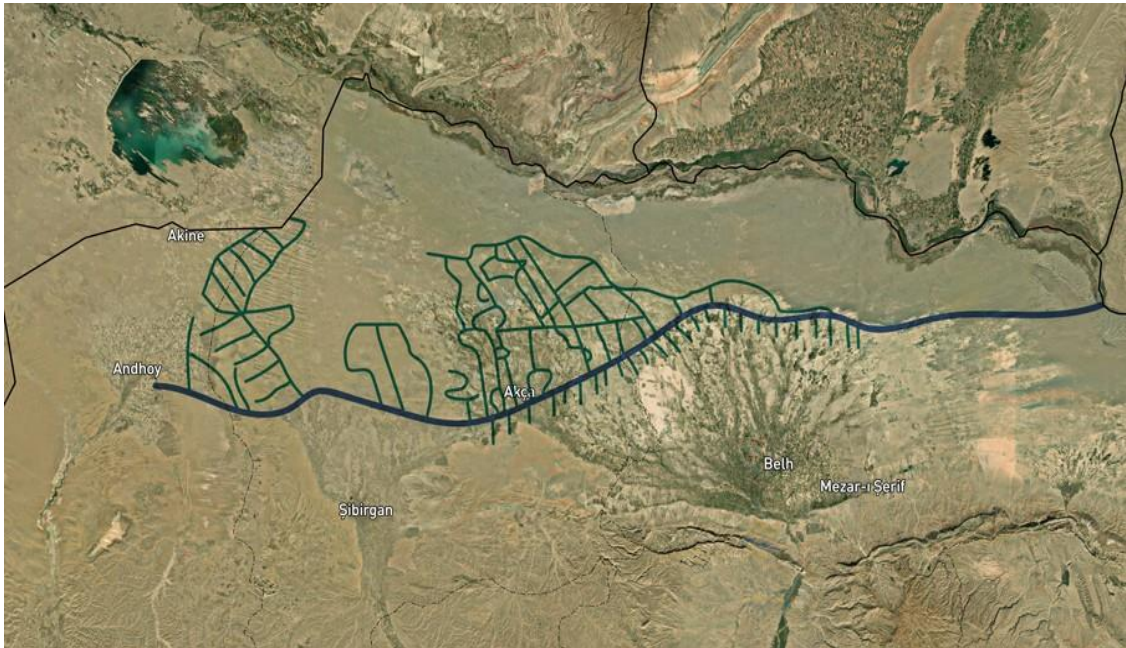 Akine
Andhoy
Akça
Belh
Mezar-ı Şerif
Şibirgan